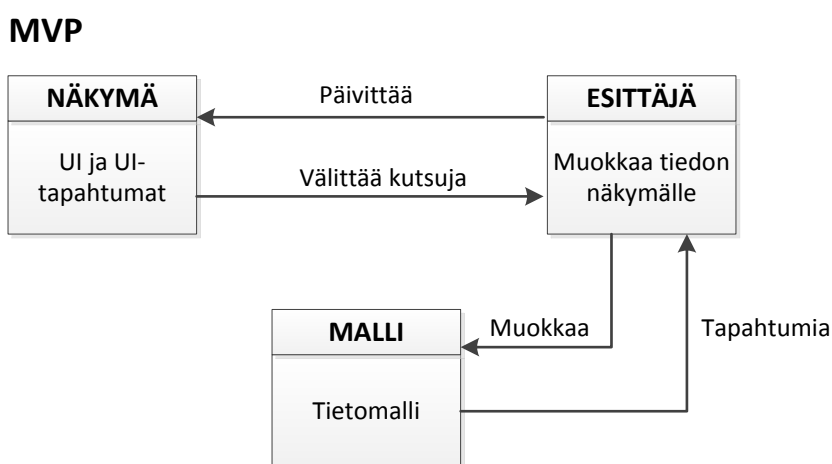 MVP
NÄKYMÄ
UI ja UI-
tapahtumat
Päivittää
Välittää kutsuja
ESITTÄJÄ
Muokkaa tiedon
näkymälle
MALLI
Tietomalli
Muokkaa
Tapahtumia